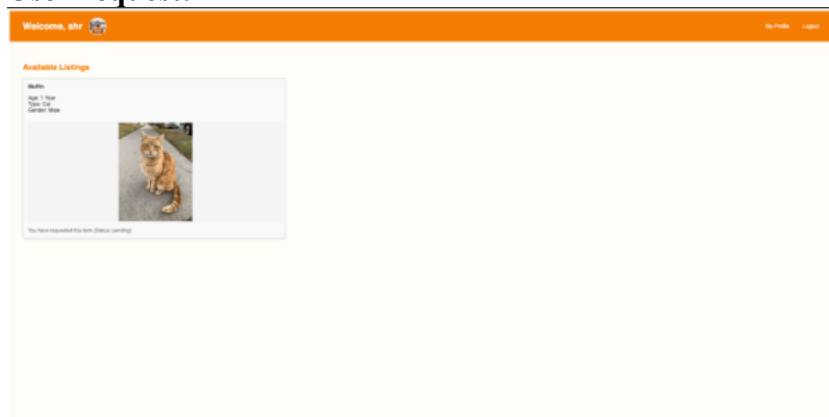 Welcome, shr
My Profile
Logout
Available Listings
Muffin
Age: 1 Year
Type: Cat
Gender: Male
You have requested this item (Status: pending)